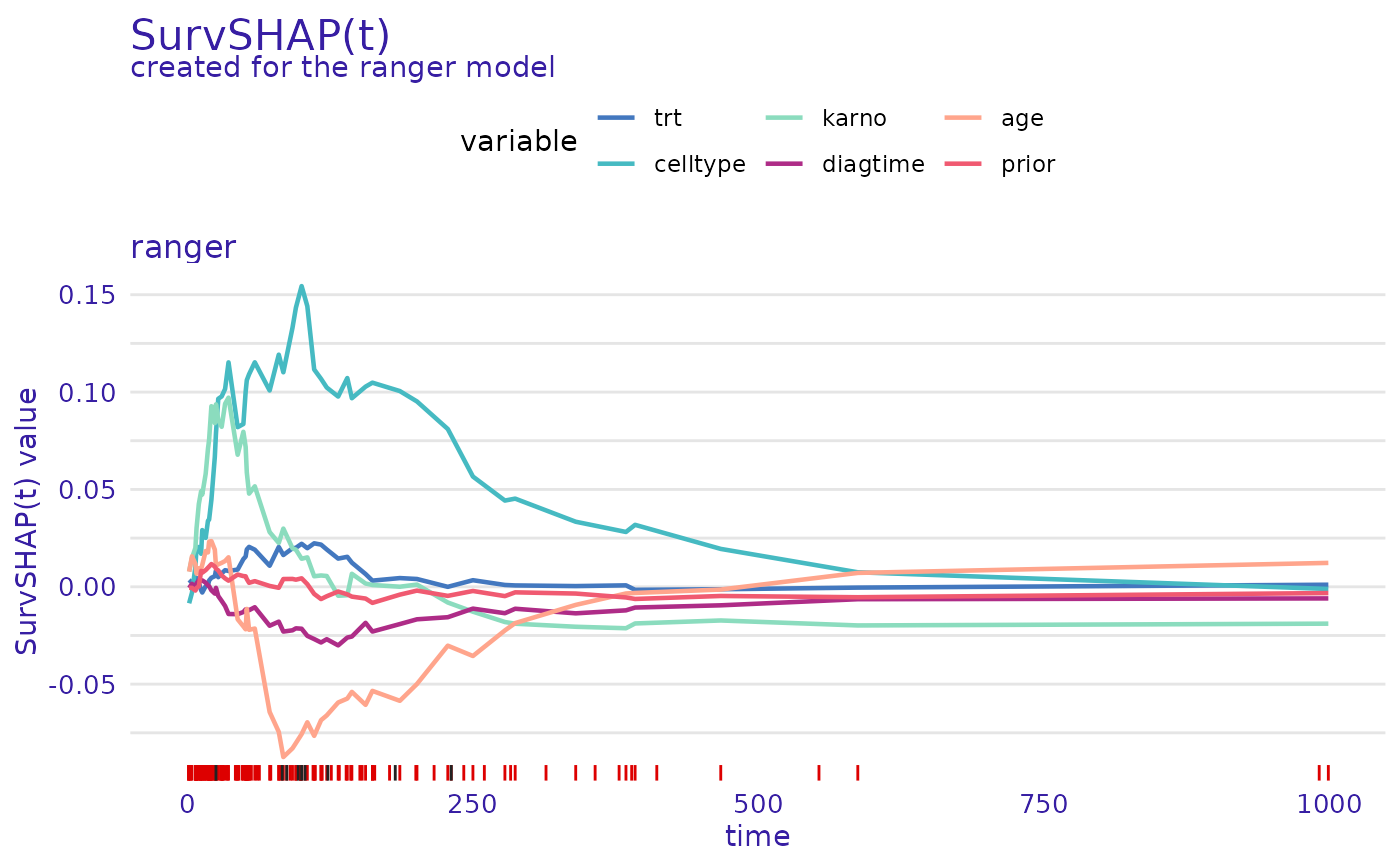 SurvSHAP(t)
created for the ranger model
variable
trt
karno
age
celltype
diagtime
prior
ranger
SurvSHAP(t) value
0.15
0.10
0.05
0.00
-0.05
0
250
500
750
1000
time